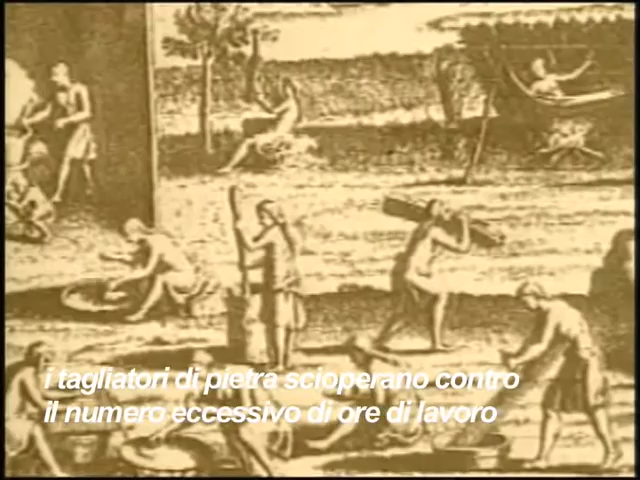 i tagliatori di pietra scioperano contro
il numero eccessivo di ore di lavoro